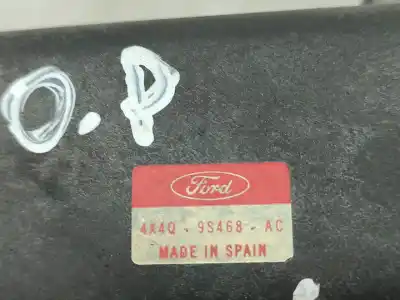 O.P
Ford
4X4Q - 9S468 - AC
MADE IN SPAIN